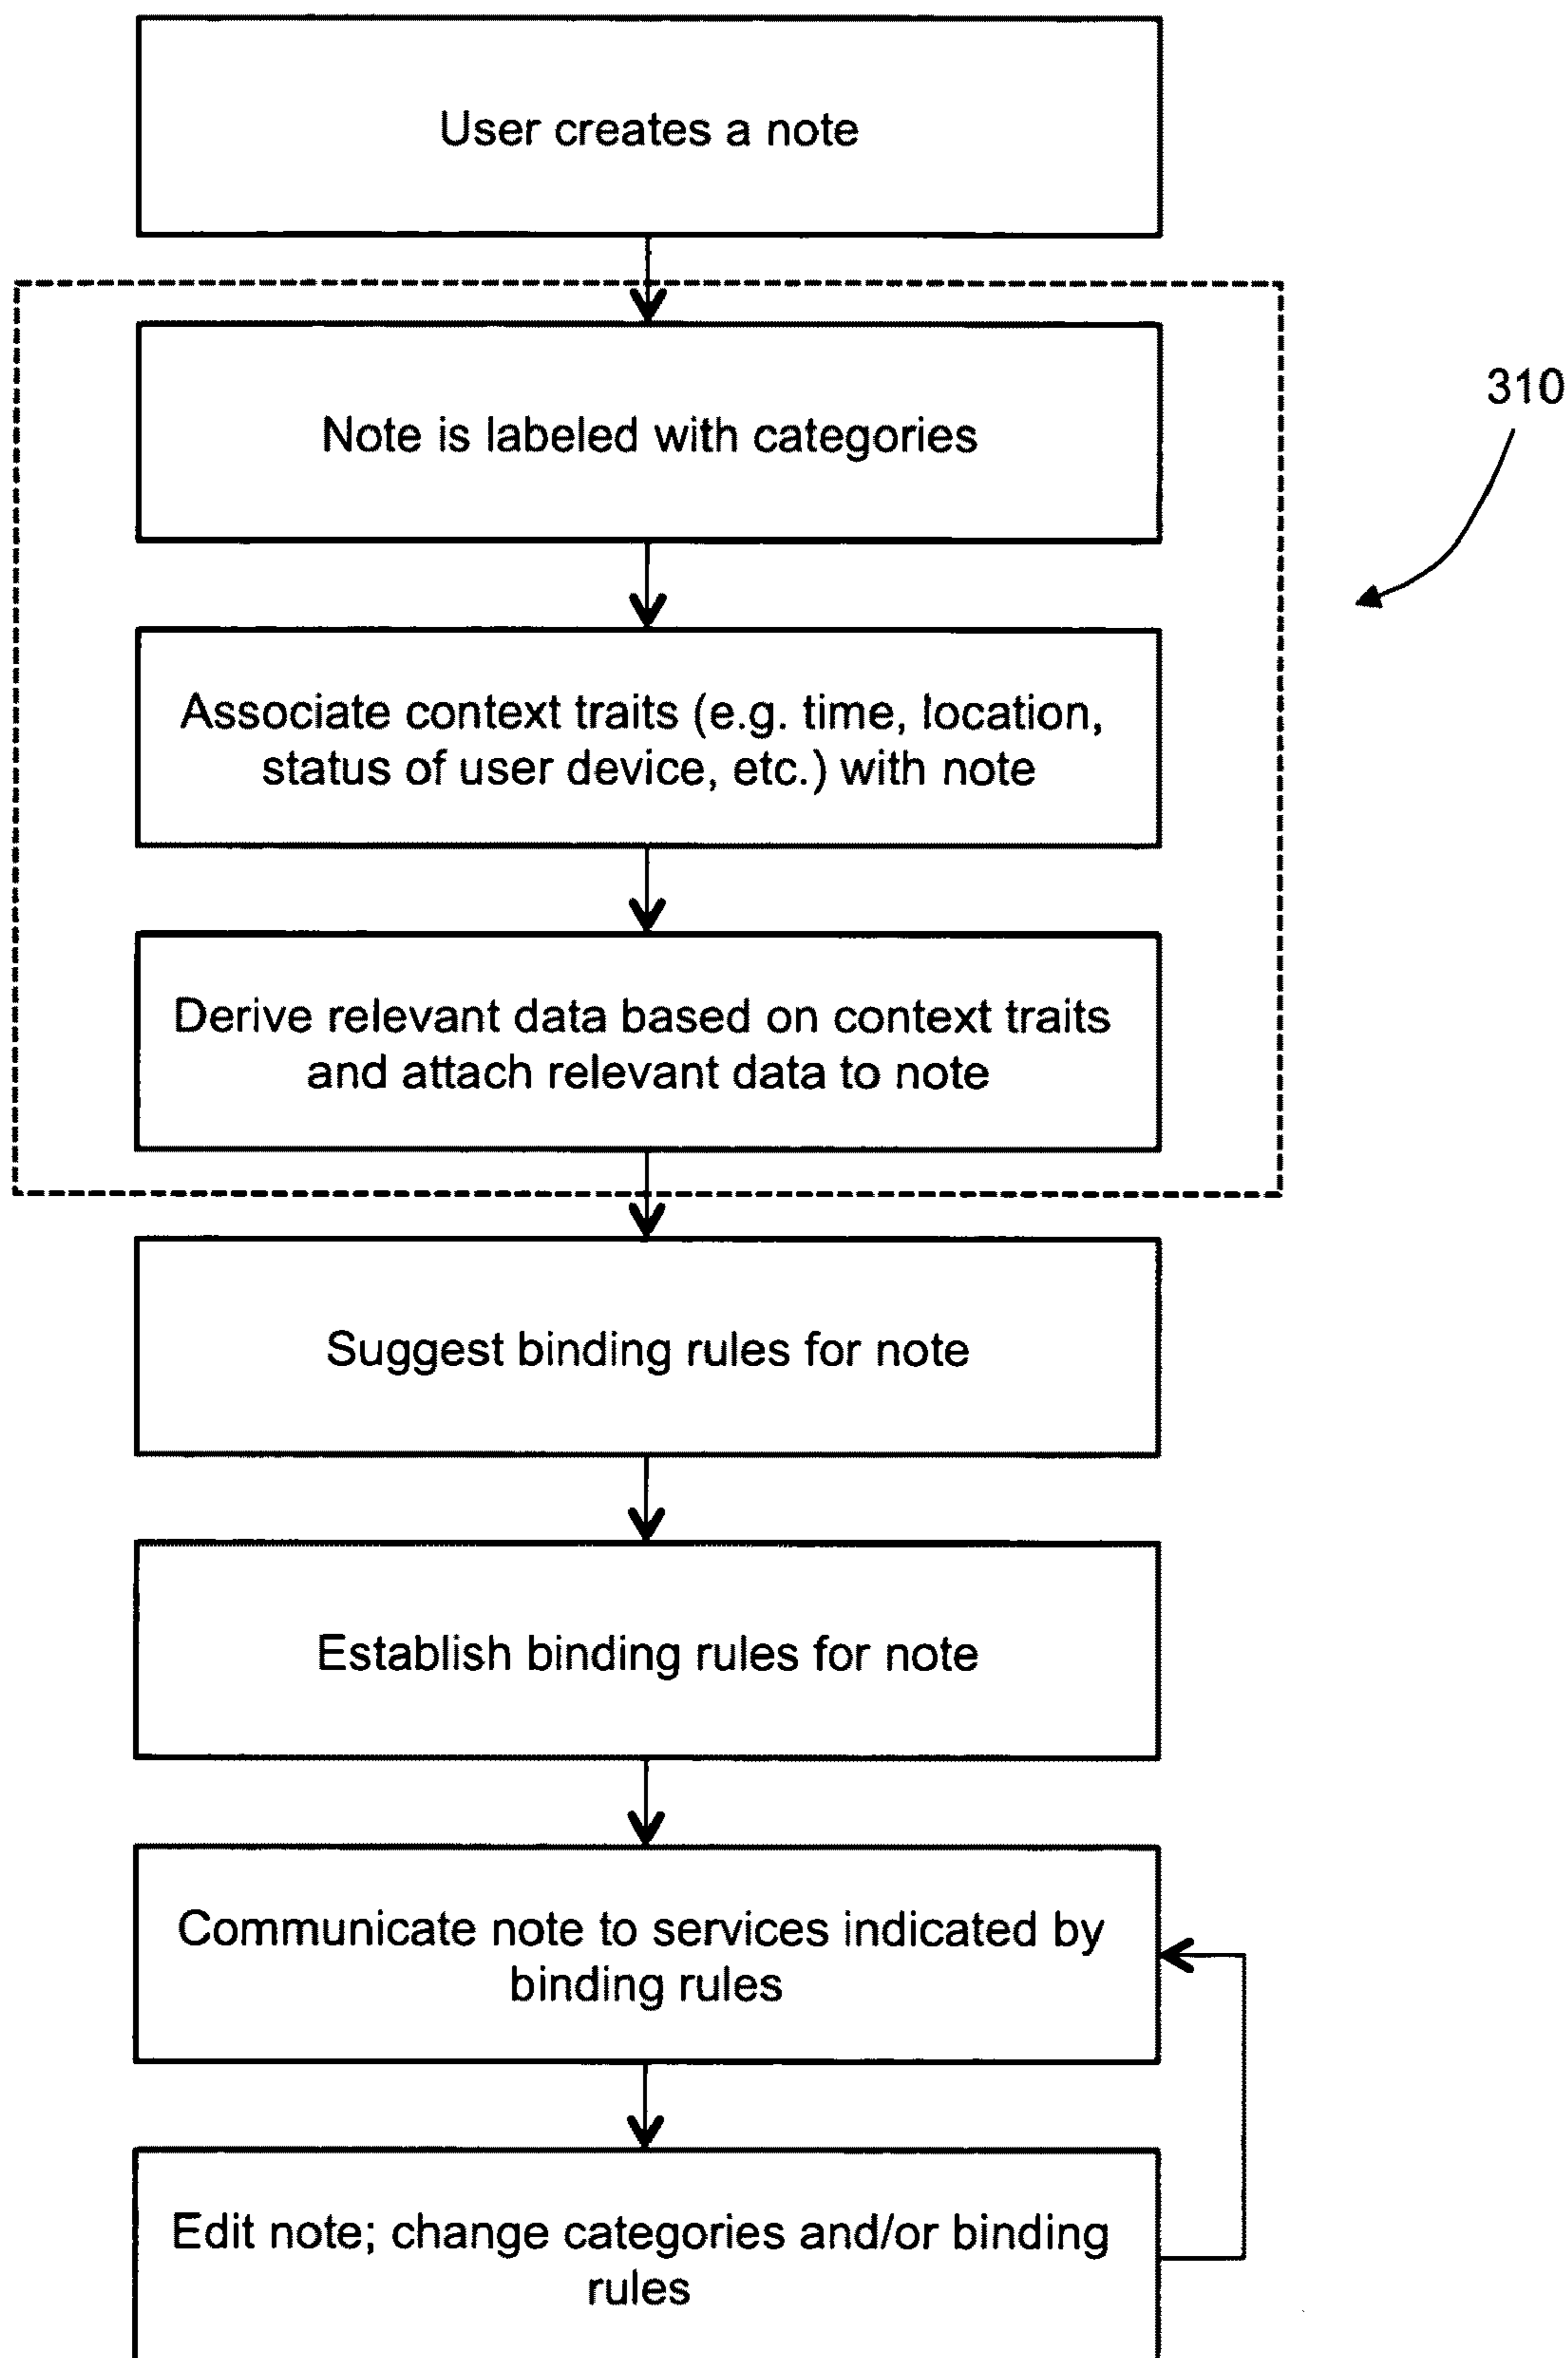 User creates a note
310
Note is labeled with categories
Associate context traits (e.g. time, location,
status of user device, etc.) with note
Derive relevant data based on context traits
and attach relevant data to note
Suggest binding rules for note
Establish binding rules for note
Communicate note to services indicated by
binding rules
Edit note; change categories and/or binding
rules